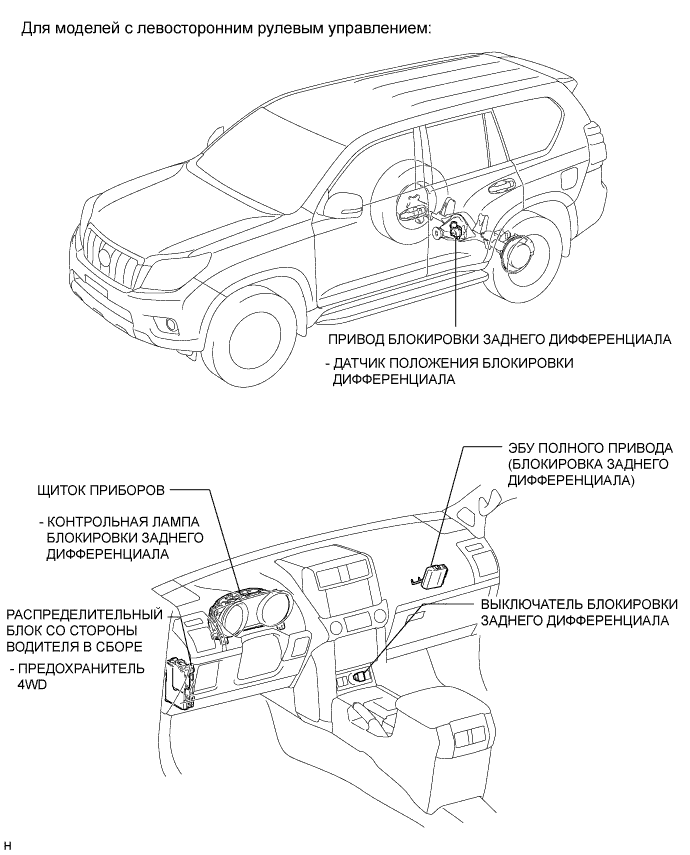 Для моделей с левосторонним рулевым управлением:
ПРИВОД БЛОКИРОВКИ ЗАДНЕГО ДИФФЕРЕНЦИАЛА
- ДАТЧИК ПОЛОЖЕНИЯ БЛОКИРОВКИ
ДИФФЕРЕНЦИАЛА
ЭБУ ПОЛНОГО ПРИВОДА
(БЛОКИРОВКА ЗАДНЕГО
ДИФФЕРЕНЦИАЛА)
ЩИТОК ПРИБОРОВ
- КОНТРОЛЬНАЯ ЛАМПА
БЛОКИРОВКИ ЗАДНЕГО
ДИФФЕРЕНЦИАЛА
ВЫКЛЮЧАТЕЛЬ БЛОКИРОВКИ
ЗАДНЕГО ДИФФЕРЕНЦИАЛА
РАСПРЕДЕЛИТЕЛЬНЫЙ
БЛОК СО СТОРОНЫ
ВОДИТЕЛЯ В СБОРЕ
- ПРЕДОХРАНИТЕЛЬ
4WD
H